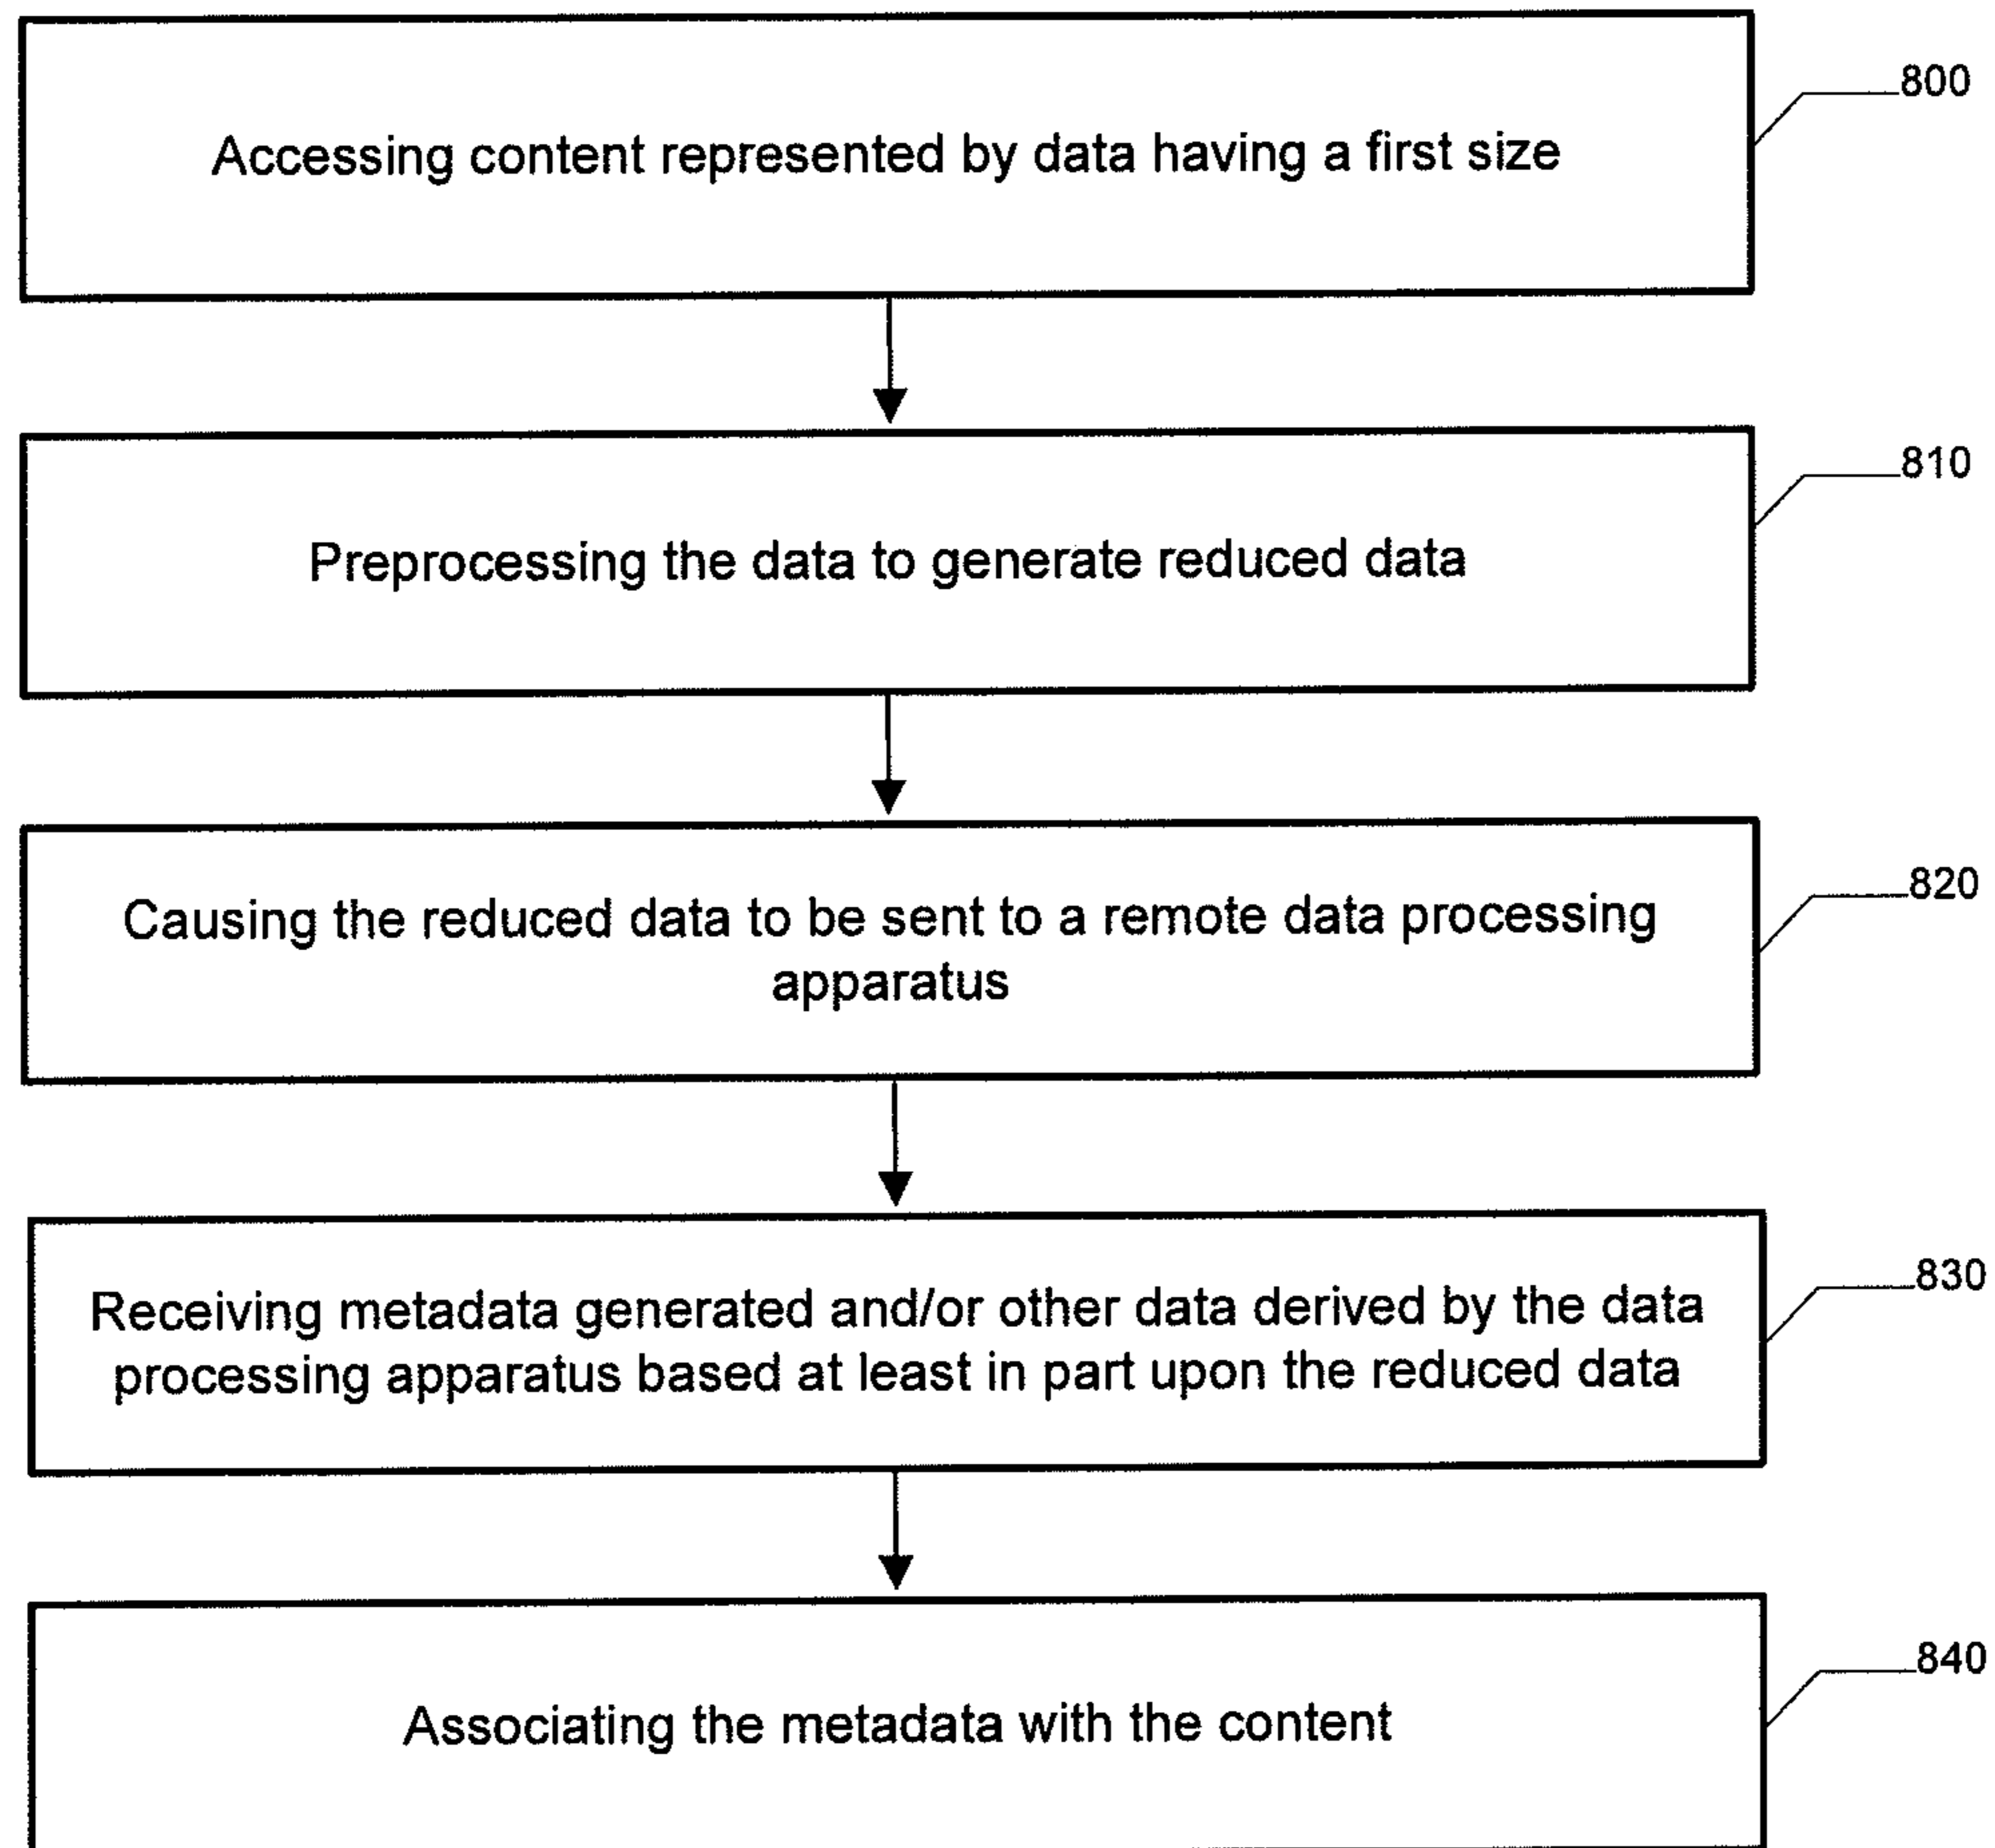 Accessing content represented by data having a first size
800
Preprocessing the data to generate reduced data
810
Causing the reduced data to be sent to a remote data processing
apparatus
820
Receiving metadata generated and/or other data derived by the data
processing apparatus based at least in part upon the reduced data
830
Associating the metadata with the content
840